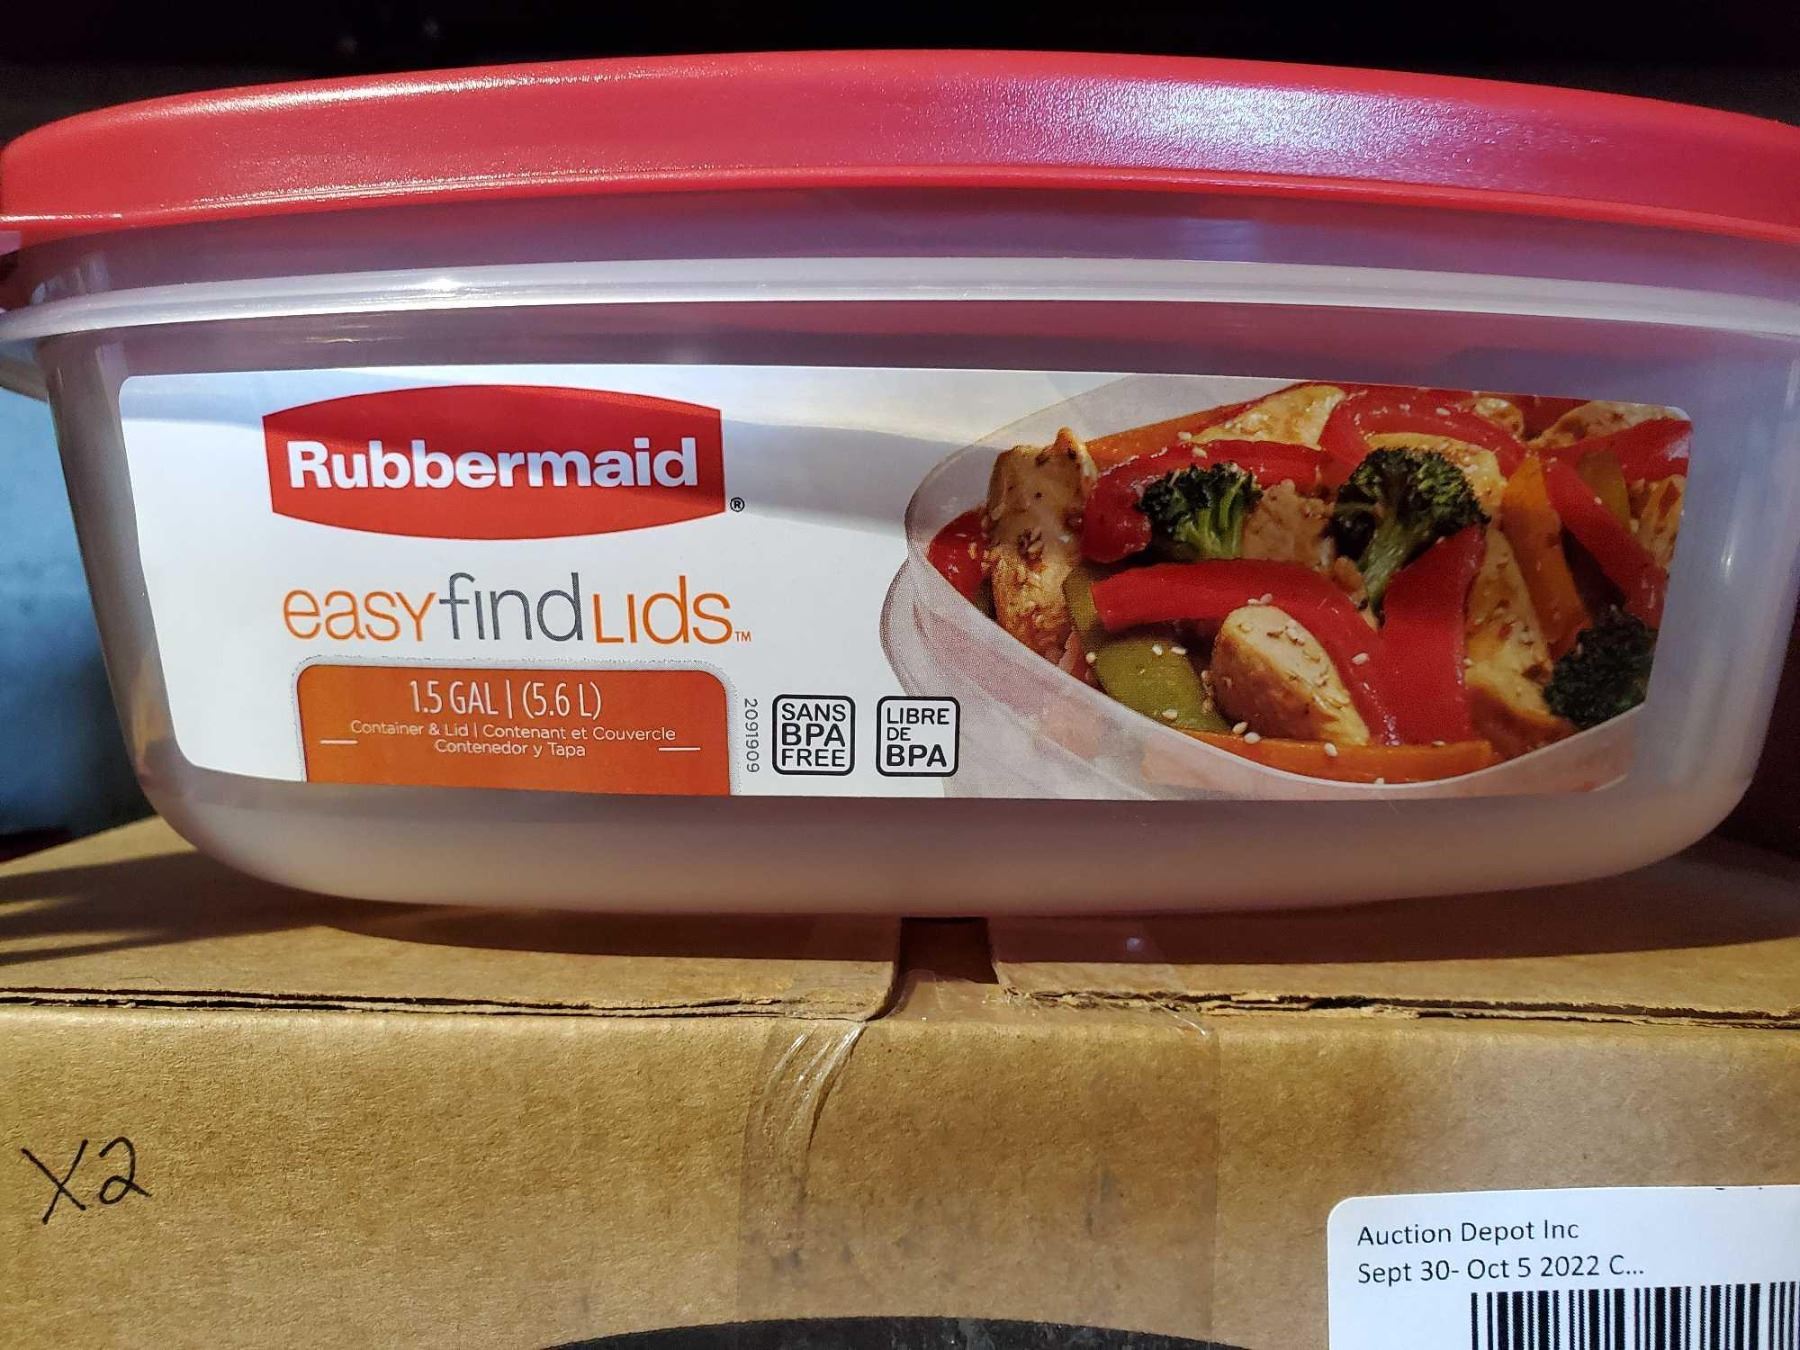 Rubbermaid®
easyfindLids™
1.5 GAL | (5.6 L)
Container & Lid | Contenant et Couvercle
Contenedor y Tapa
2091909
SANS
BPA
FREE
LIBRE
DE
BPA
X2
Auction Depot Inc
Sept 30- Oct 5 2022 C...